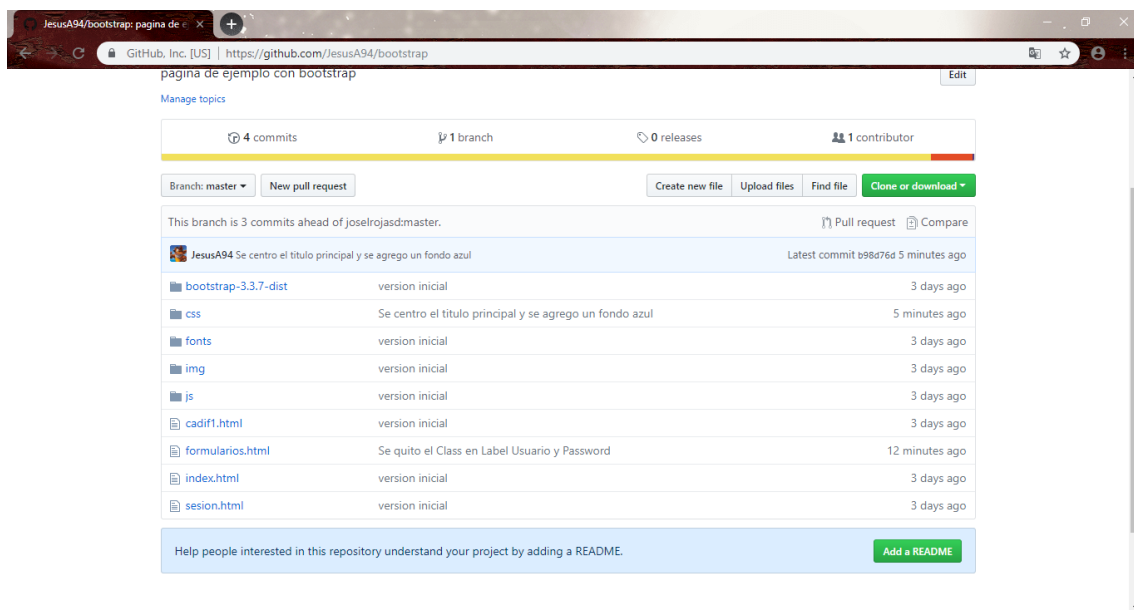 JesusA94/bootstrap: pagina de e
GitHub, Inc. [US] | https://github.com/JesusA94/bootstrap
pagina de ejemplo con bootstrap
Edit
Manage topics
4 commits 1 branch 0 releases 1 contributor
Branch: master New pull request Create new file Upload files Find file Clone or download
This branch is 3 commits ahead of joselrojasd:master. Pull request Compare
JesusA94 Se centro el titulo principal y se agrego un fondo azul Latest commit b98d76d 5 minutes ago
bootstrap-3.3.7-dist version inicial 3 days ago
css Se centro el titulo principal y se agrego un fondo azul 5 minutes ago
fonts version inicial 3 days ago
img version inicial 3 days ago
js version inicial 3 days ago
cadif1.html version inicial 3 days ago
formularios.html Se quito el Class en Label Usuario y Password 12 minutes ago
index.html version inicial 3 days ago
sesion.html version inicial 3 days ago
Help people interested in this repository understand your project by adding a README. Add a README